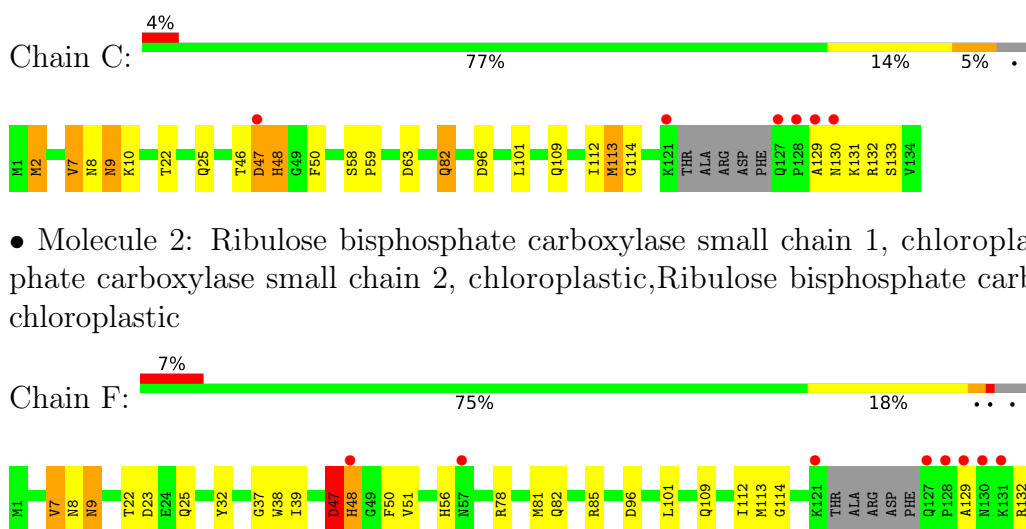 4%
Chain C:
77% 14% 5% •
M1 M2 V7 N8 N9 K10 T22 Q25 T46 D47 H48 G49 F50 S58 P59 D63 Q82 D96 L101 Q109 I112 M113 G114 K121 THR ALA ARG ASP PHE Q127 P128 A129 N130 K131 R132 S133 V134
• Molecule 2: Ribulose bisphosphate carboxylase small chain 1, chloropla
phate carboxylase small chain 2, chloroplastic,Ribulose bisphosphate carb
chloroplastic
7%
Chain F:
75% 18% • • •
M1 V7 N8 N9 T22 D23 E24 Q25 Y32 G37 W38 I39 D47 H48 G49 F50 V51 H56 N57 R78 M81 Q82 R85 D96 L101 Q109 I112 M113 G114 K121 THR ALA ARG ASP PHE Q127 P128 A129 N130 K131 R132